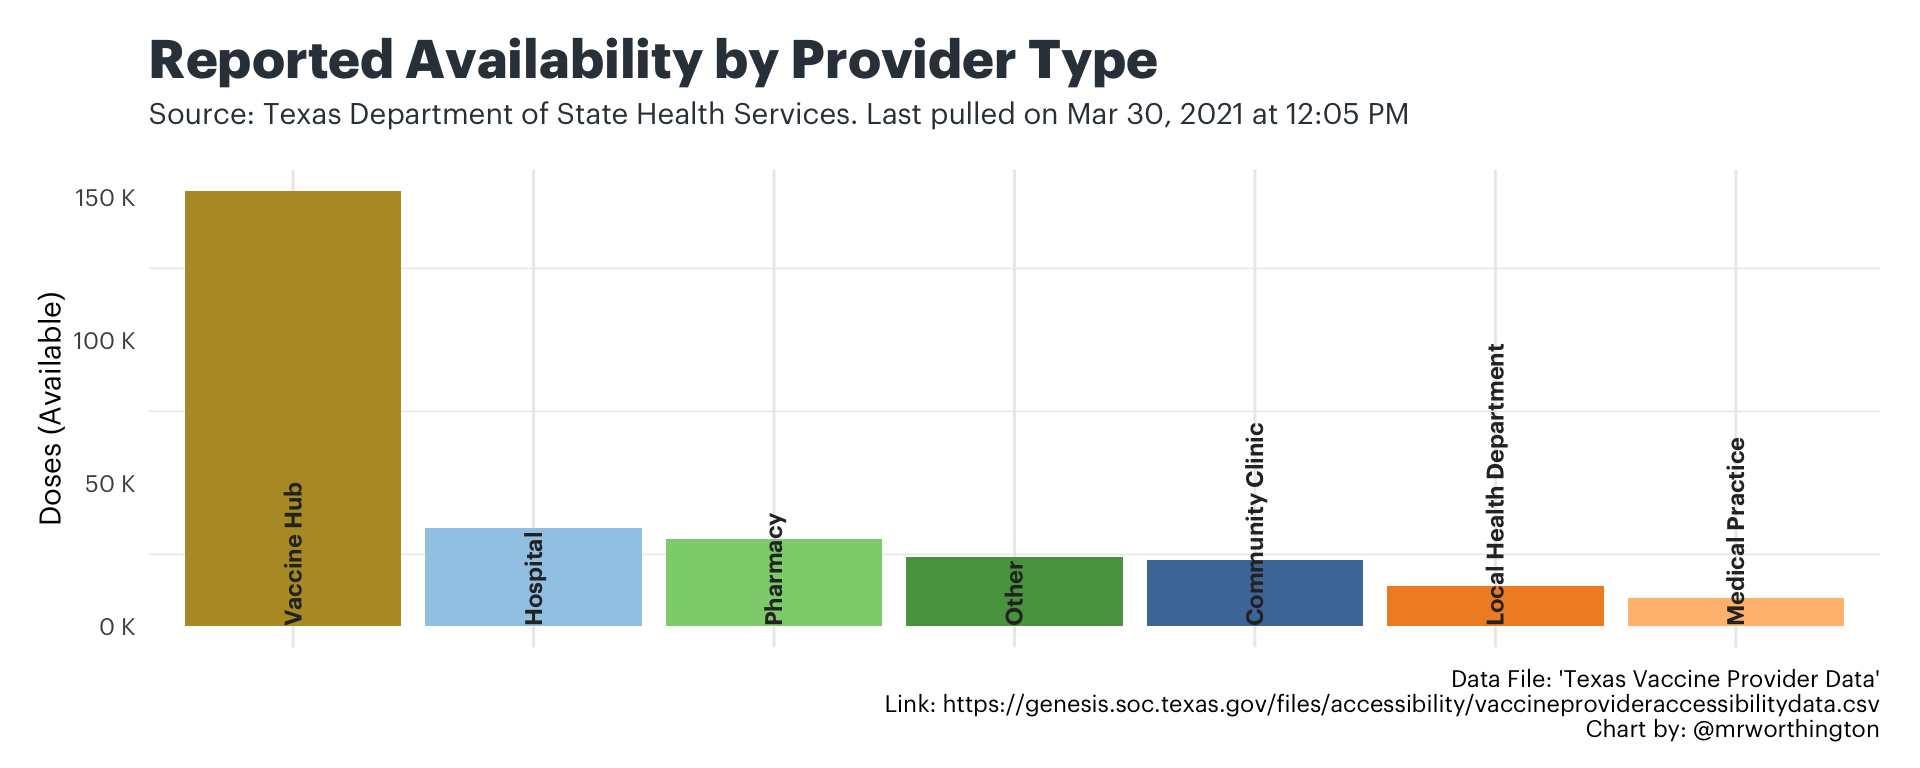 Reported Availability by Provider Type
Source: Texas Department of State Health Services. Last pulled on Mar 30, 2021 at 12:05 PM
Doses (Available)
150 K
100 K
50 K
0 K
Vaccine Hub
Hospital
Pharmacy
Other
Community Clinic
Local Health Department
Medical Practice
Data File: 'Texas Vaccine Provider Data'
Link: https://genesis.soc.texas.gov/files/accessibility/vaccineprovideraccessibilitydata.csv
Chart by: @mrworthington